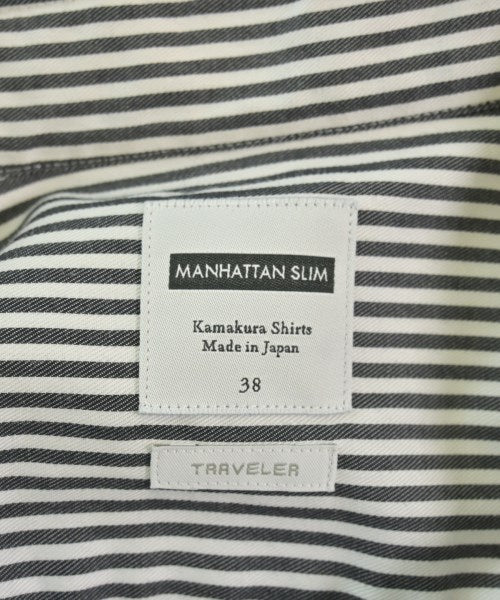 MANHATTAN SLIM
Kamakura Shirts
Made in Japan
38
TRAVELER